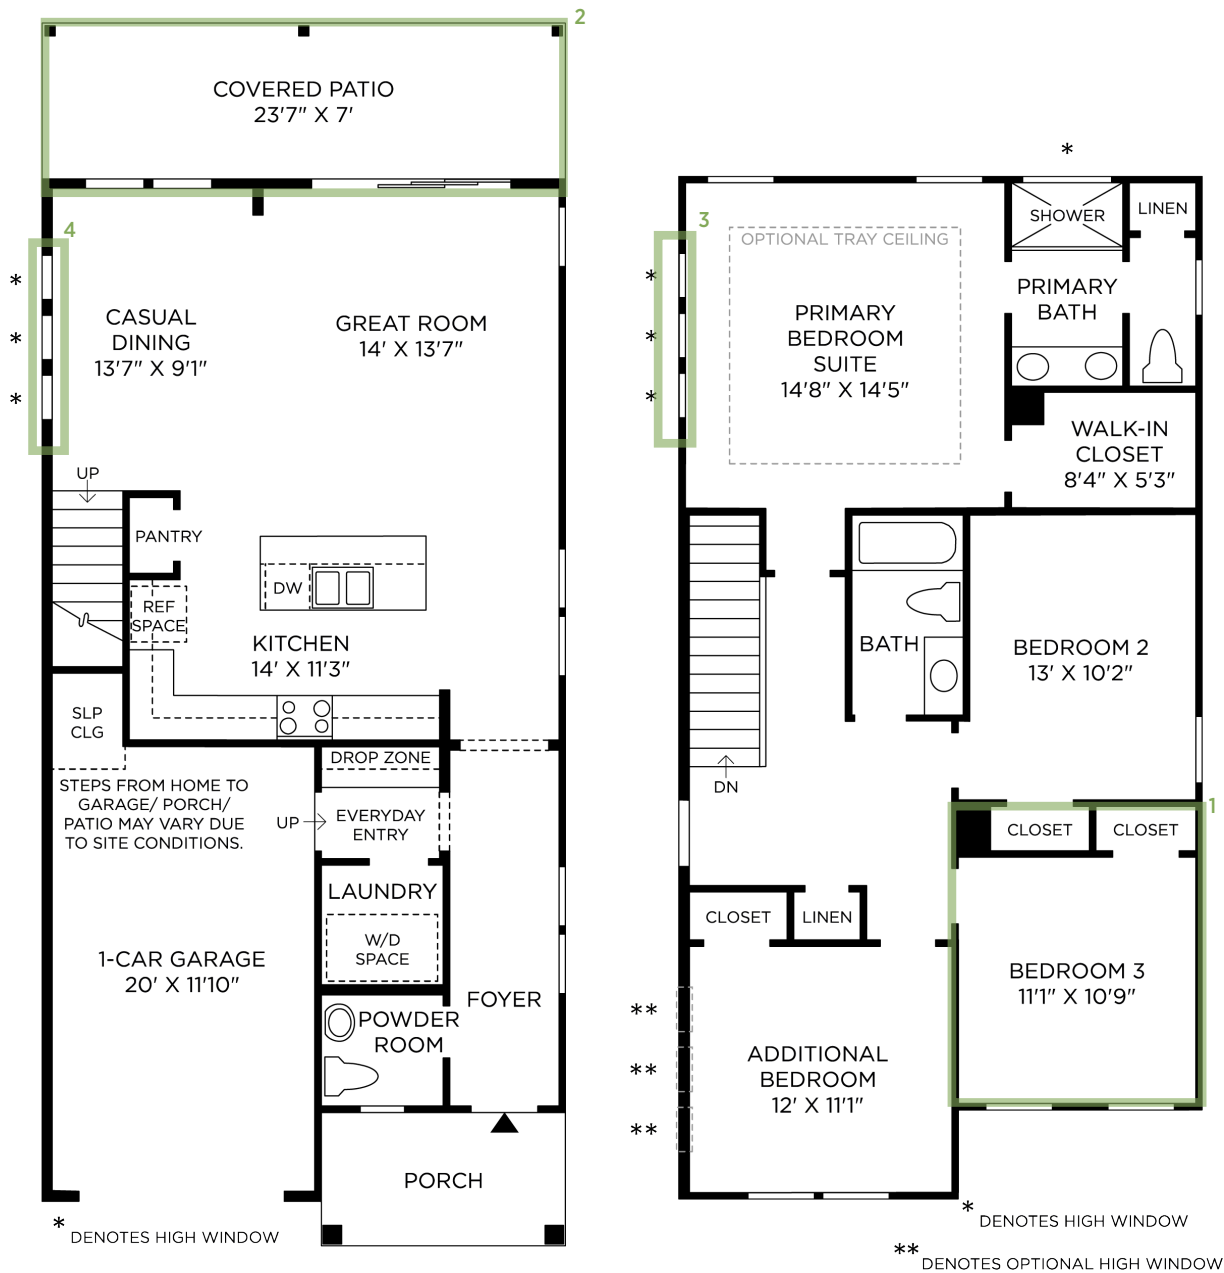 2
COVERED PATIO
23'7" X 7'
4
*
*
*
CASUAL
DINING
13'7" X 9'1"
GREAT ROOM
14' X 13'7"
UP
PANTRY
REF
SPACE
DW
KITCHEN
14' X 11'3"
SLP
CLG
STEPS FROM HOME TO
GARAGE/ PORCH/
PATIO MAY VARY DUE
TO SITE CONDITIONS.
DROP ZONE
UP
EVERYDAY
ENTRY
LAUNDRY
W/D
SPACE
1-CAR GARAGE
20' X 11'10"
FOYER
POWDER
ROOM
PORCH
* DENOTES HIGH WINDOW
*
3
OPTIONAL TRAY CEILING
SHOWER
LINEN
*
*
*
PRIMARY
BEDROOM
SUITE
14'8" X 14'5"
PRIMARY
BATH
WALK-IN
CLOSET
8'4" X 5'3"
BATH
BEDROOM 2
13' X 10'2"
DN
1
CLOSET
CLOSET
CLOSET
LINEN
BEDROOM 3
11'1" X 10'9"
**
**
**
ADDITIONAL
BEDROOM
12' X 11'1"
* DENOTES HIGH WINDOW
** DENOTES OPTIONAL HIGH WINDOW